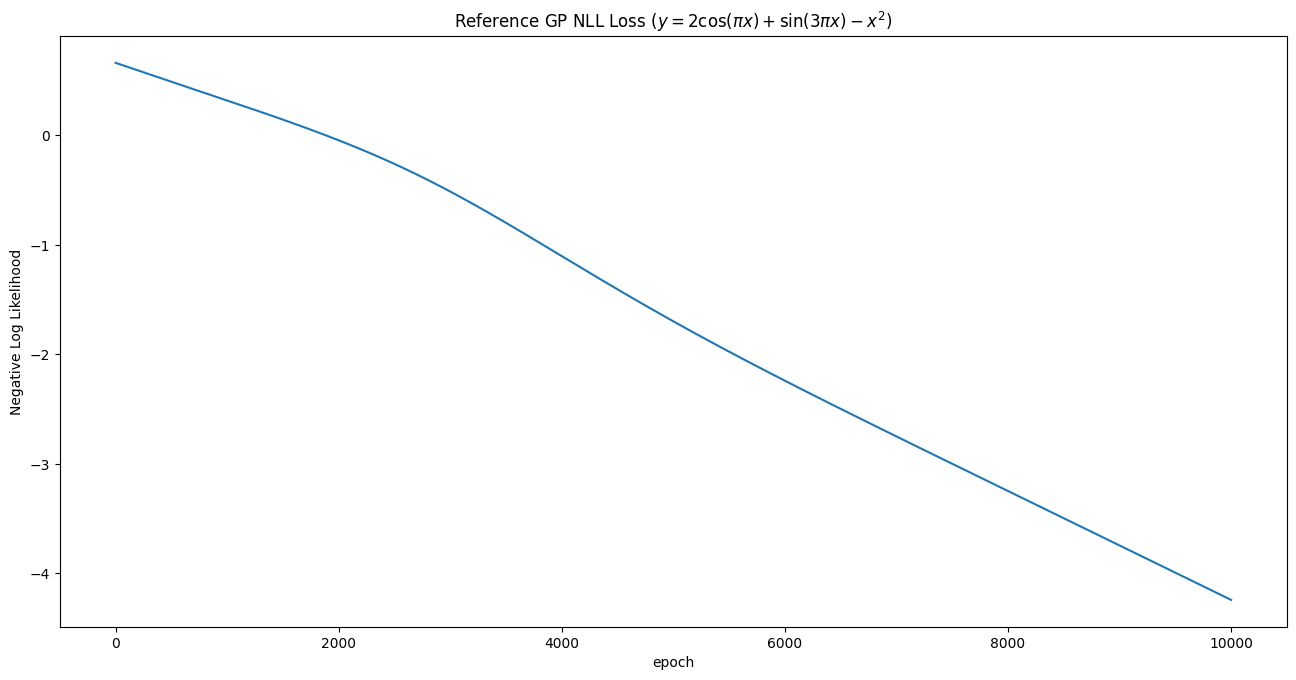 Reference GP NLL Loss (y = 2cos(πx) + sin(3πx) − x²)
Negative Log Likelihood
0
−1
−2
−3
−4
0 2000 4000 6000 8000 10000
epoch